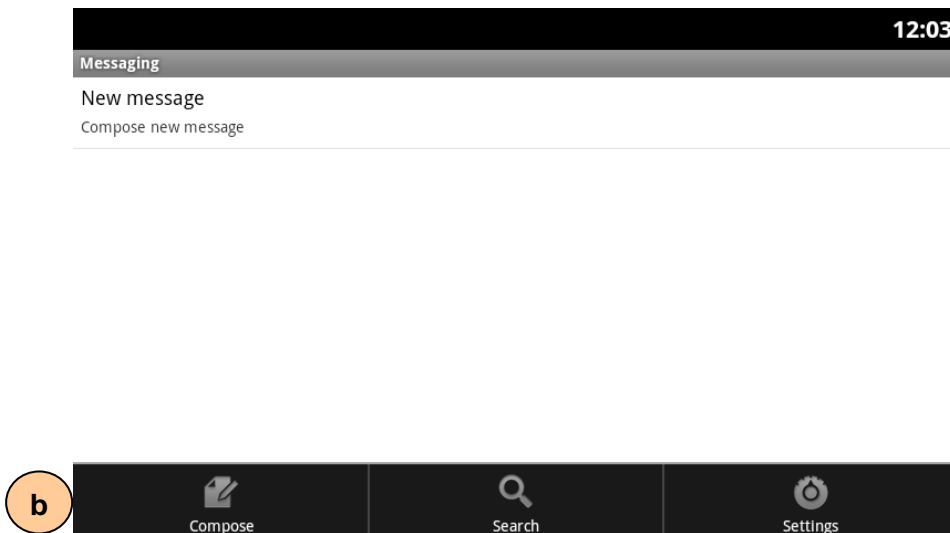 12:03
Messaging
New message
Compose new message
b
Compose
Search
Settings